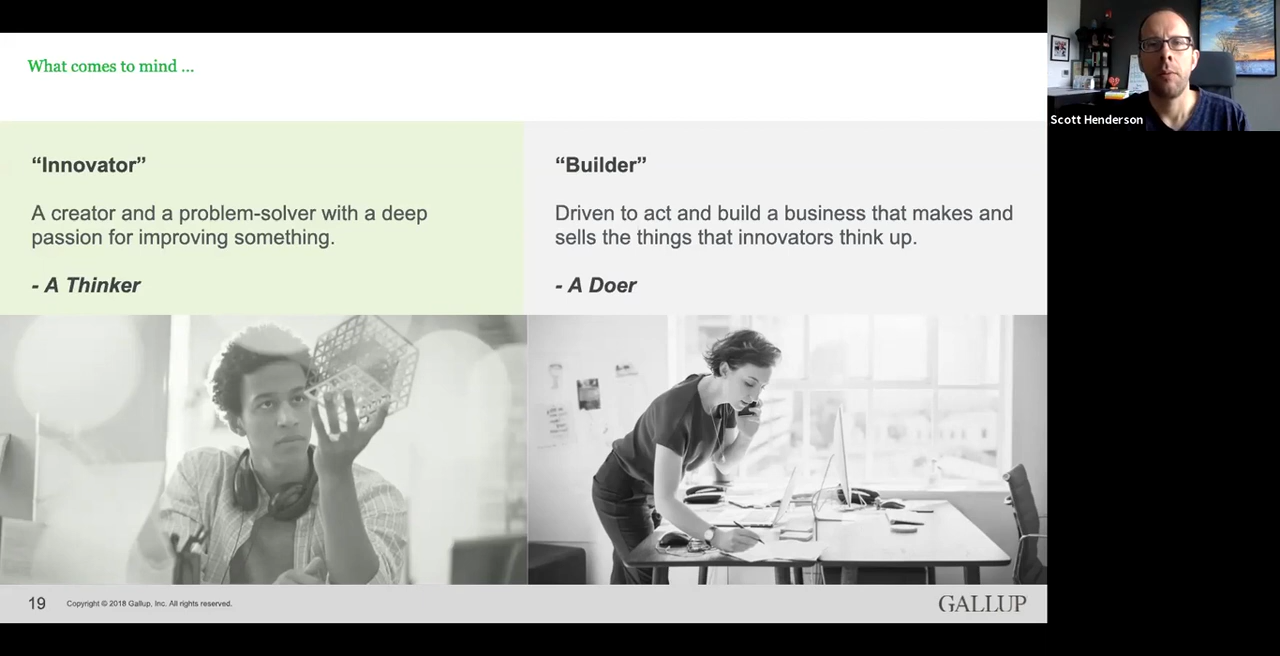 What comes to mind ...
“Innovator”
A creator and a problem-solver with a deep
passion for improving something.
- A Thinker
“Builder”
Driven to act and build a business that makes and
sells the things that innovators think up.
- A Doer
19
Copyright © 2018 Gallup, Inc. All rights reserved.
GALLUP
Scott Henderson